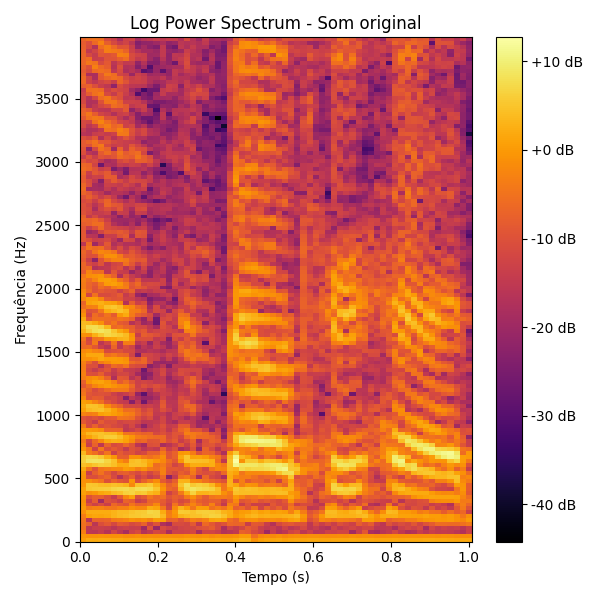 Log Power Spectrum - Som original
Frequência (Hz)
3500
3000
2500
2000
1500
1000
500
0
0.0 0.2 0.4 0.6 0.8 1.0
Tempo (s)
+10 dB
+0 dB
-10 dB
-20 dB
-30 dB
-40 dB